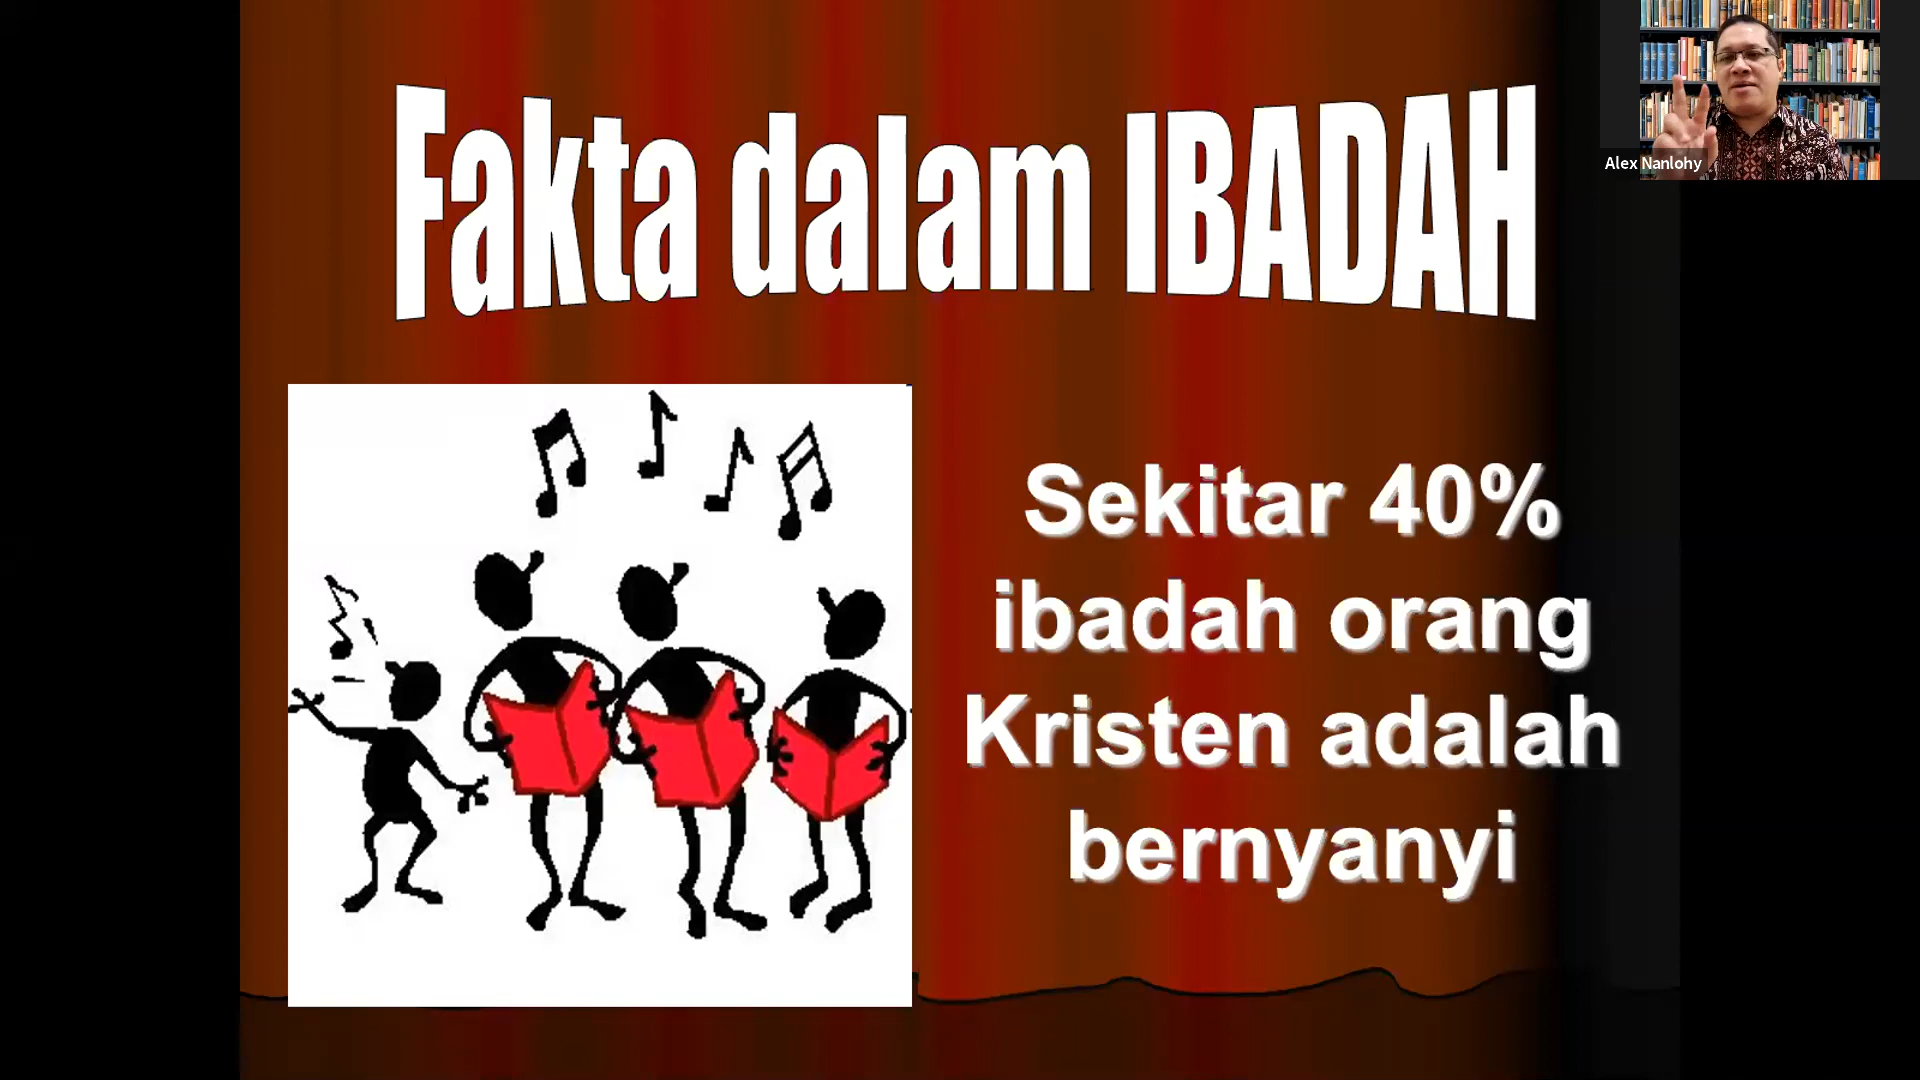 Fakta dalam IBADAH
Alex Nanlohy
Sekitar 40%
ibadah orang
Kristen adalah
bernyanyi